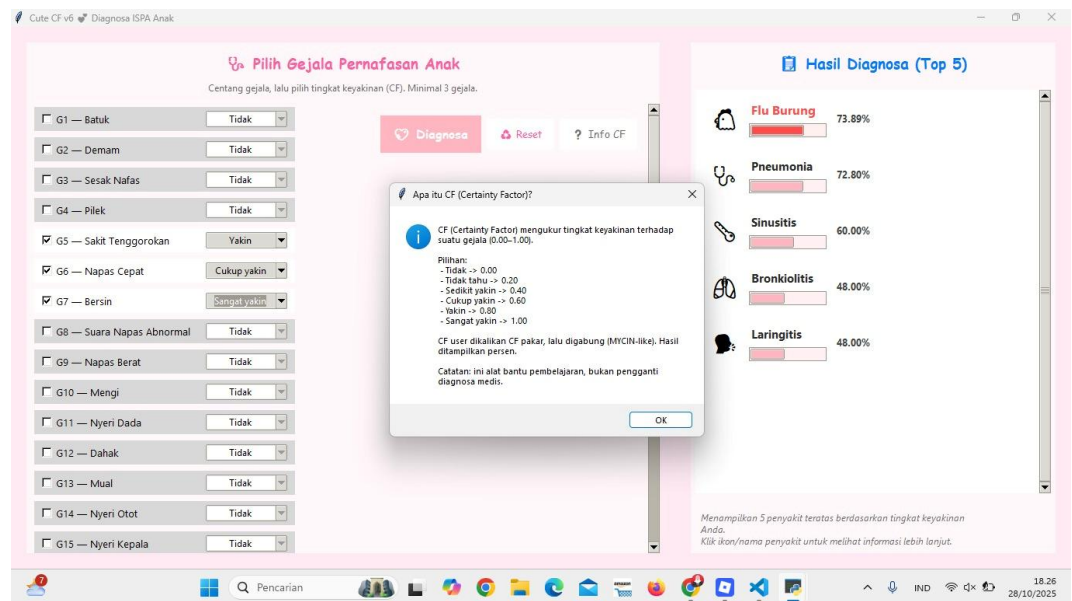 Cute CF v6 💕 Diagnosa ISPA Anak
Pilih Gejala Pernafasan Anak
Centang gejala, lalu pilih tingkat keyakinan (CF). Minimal 3 gejala.
G1 — Batuk
Tidak
G2 — Demam
Tidak
G3 — Sesak Nafas
Tidak
G4 — Pilek
Tidak
G5 — Sakit Tenggorokan
Yakin
G6 — Napas Cepat
Cukup yakin
G7 — Bersin
Sangat yakin
G8 — Suara Napas Abnormal
Tidak
G9 — Napas Berat
Tidak
G10 — Mengi
Tidak
G11 — Nyeri Dada
Tidak
G12 — Dahak
Tidak
G13 — Mual
Tidak
G14 — Nyeri Otot
Tidak
G15 — Nyeri Kepala
Tidak
Diagnosa
Reset
? Info CF
Apa itu CF (Certainty Factor)?
CF (Certainty Factor) mengukur tingkat keyakinan terhadap
suatu gejala (0.00–1.00).
Pilihan:
- Tidak -> 0.00
- Tidak tahu -> 0.20
- Sedikit yakin -> 0.40
- Cukup yakin -> 0.60
- Yakin -> 0.80
- Sangat yakin -> 1.00
CF user dikalikan CF pakar, lalu digabung (MYCIN-like). Hasil
ditampilkan persen.
Catatan: ini alat bantu pembelajaran, bukan pengganti
diagnosa medis.
OK
Hasil Diagnosa (Top 5)
Flu Burung
73.89%
Pneumonia
72.80%
Sinusitis
60.00%
Bronkiolitis
48.00%
Laringitis
48.00%
Menampilkan 5 penyakit teratas berdasarkan tingkat keyakinan
Anda.
Klik ikon/nama penyakit untuk melihat informasi lebih lanjut.
7
Pencarian
IND
18.26
28/10/2025